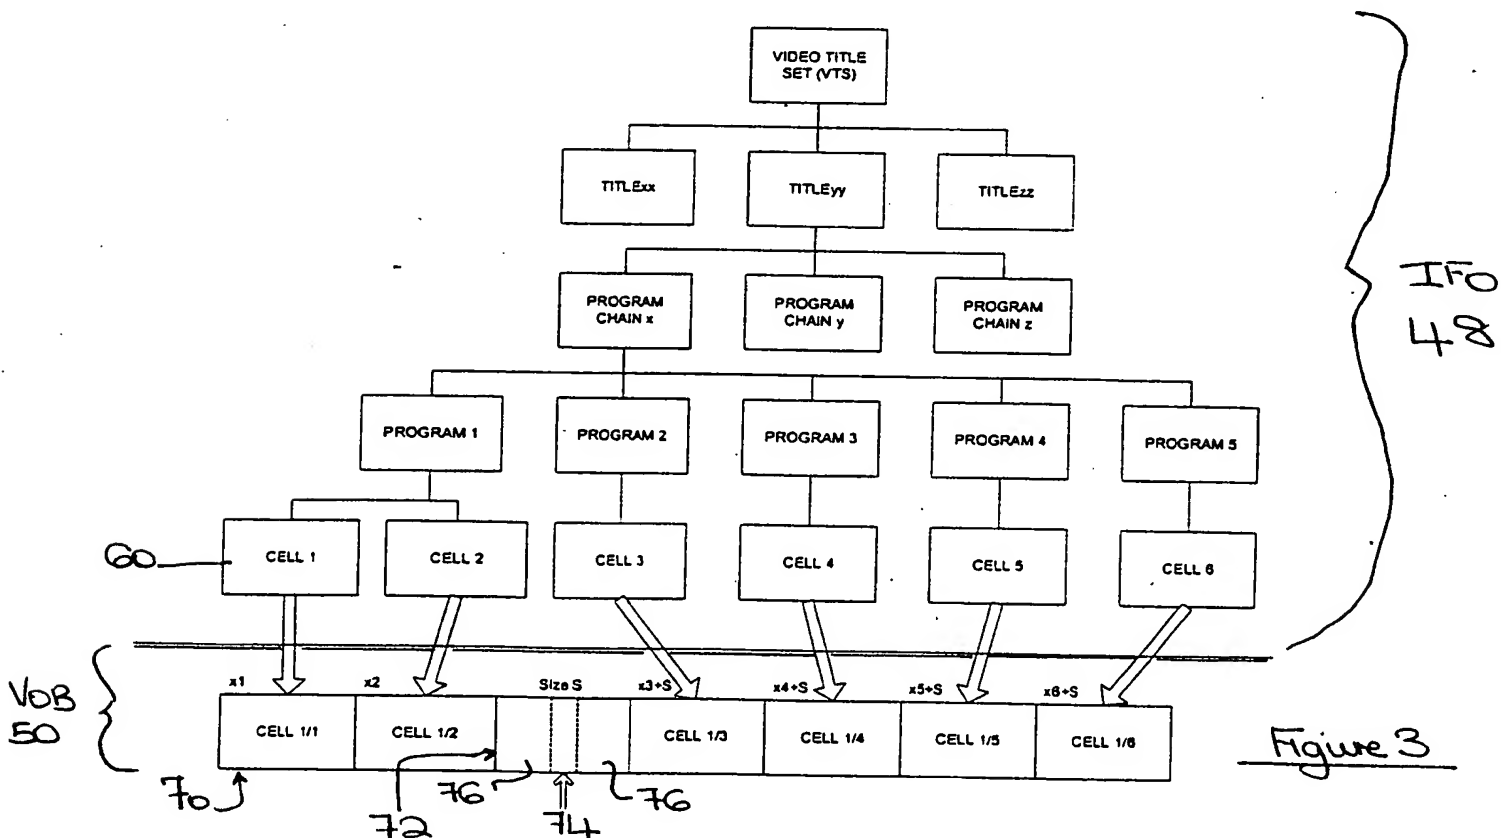 VIDEO TITLE
SET (VTS)
TITLExx
TITLEyy
TITLEzz
PROGRAM
CHAIN x
PROGRAM
CHAIN y
PROGRAM
CHAIN z
IFO
48
PROGRAM 1
PROGRAM 2
PROGRAM 3
PROGRAM 4
PROGRAM 5
60
CELL 1
CELL 2
CELL 3
CELL 4
CELL 5
CELL 6
VOB
50
x1
x2
Size S
x3+S
x4+S
x5+S
x6+S
CELL 1/1
CELL 1/2
CELL 1/3
CELL 1/4
CELL 1/5
CELL 1/6
70
72
76
74
76
Figure 3